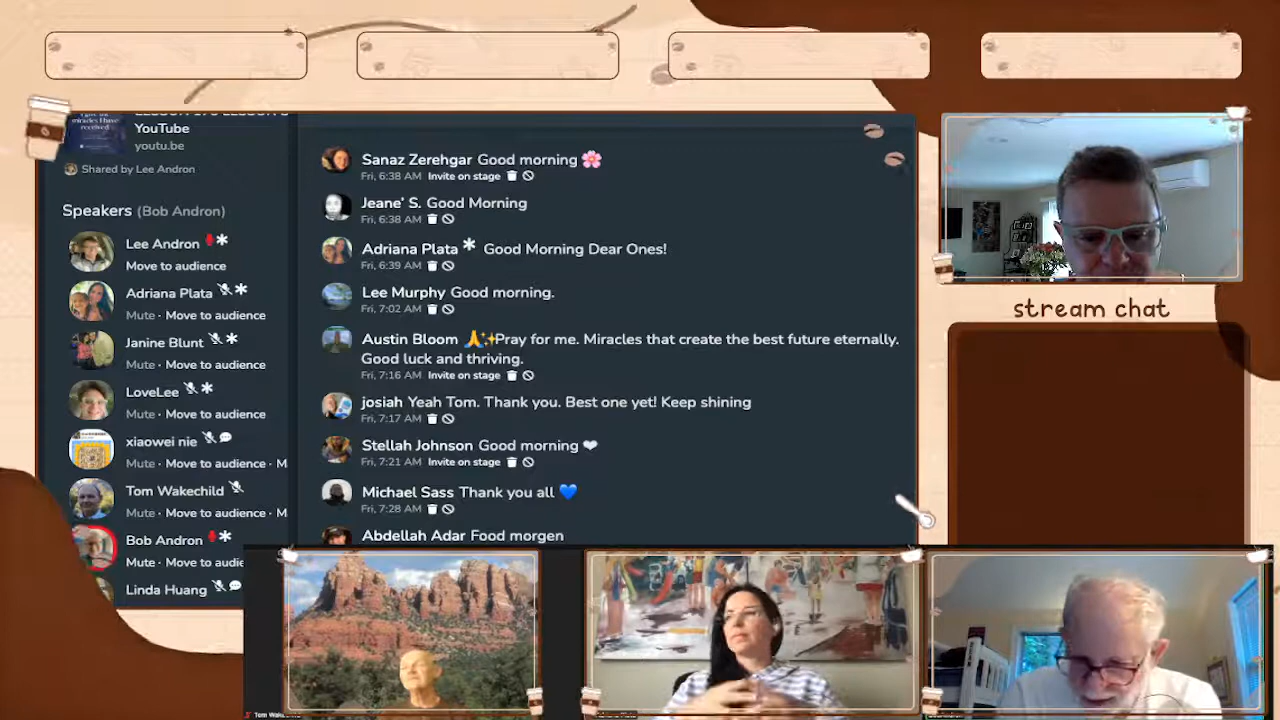 YouTube
youtu.be
Shared by Lee Andron
Speakers (Bob Andron)
Lee Andron
Move to audience
Adriana Plata
Mute · Move to audience
Janine Blunt
Mute · Move to audience
LoveLee
Mute · Move to audience
xiaowei nie
Mute · Move to audience · M
Tom Wakechild
Mute · Move to audience · M
Bob Andron
Mute · Move to audie
Linda Huang
Sanaz Zerehgar Good morning 🌸
Fri, 6:38 AM Invite on stage
Jeane' S. Good Morning
Fri, 6:38 AM
Adriana Plata * Good Morning Dear Ones!
Fri, 6:39 AM
Lee Murphy Good morning.
Fri, 7:02 AM
Austin Bloom 🙏✨Pray for me. Miracles that create the best future eternally.
Good luck and thriving.
Fri, 7:16 AM Invite on stage
josiah Yeah Tom. Thank you. Best one yet! Keep shining
Fri, 7:17 AM
Stellah Johnson Good morning ❤
Fri, 7:21 AM Invite on stage
Michael Sass Thank you all 💙
Fri, 7:28 AM
Abdellah Adar Food morgen
stream chat